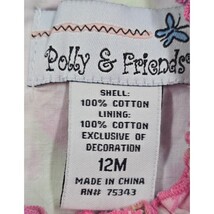 Polly & Friends®
SHELL:
100% COTTON
LINING:
100% COTTON
EXCLUSIVE OF
DECORATION
12M
MADE IN CHINA
RN# 75343